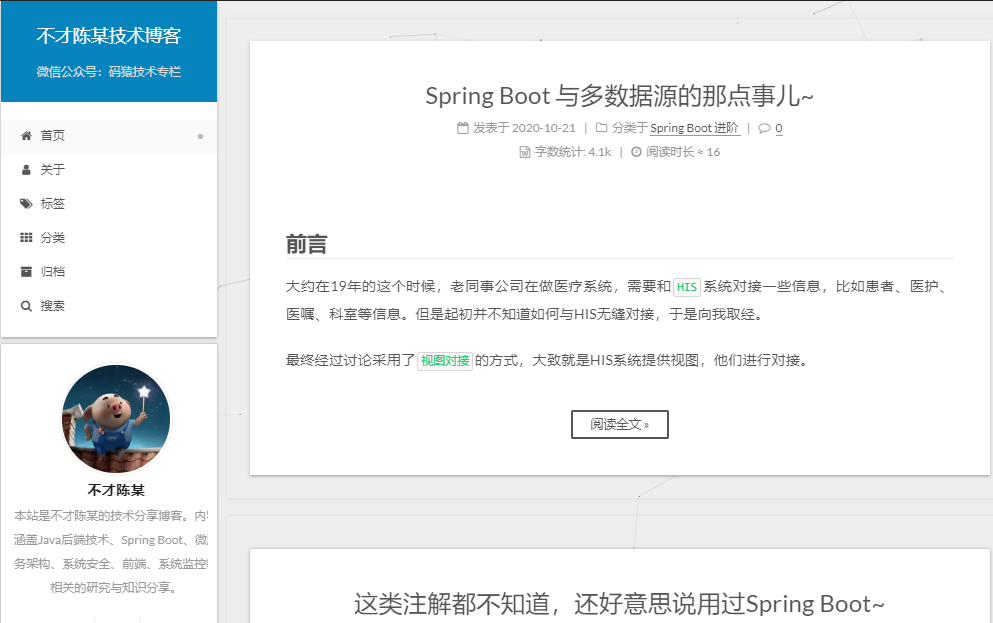 不才陈某技术博客
微信公众号：码猿技术专栏
首页
关于
标签
分类
归档
搜索
不才陈某
本站是不才陈某的技术分享博客。内
涵盖Java后端技术、Spring Boot、微
务架构、系统安全、前端、系统监控
相关的研究与知识分享。
Spring Boot 与多数据源的那点事儿~
发表于 2020-10-21 | 分类于 Spring Boot 进阶 | 0
字数统计: 4.1k | 阅读时长 ≈ 16
前言
大约在19年的这个时候，老同事公司在做医疗系统，需要和 HIS 系统对接一些信息，比如患者、医护、
医嘱、科室等信息。但是起初并不知道如何与HIS无缝对接，于是向我取经。
最终经过讨论采用了 视图对接 的方式，大致就是HIS系统提供视图，他们进行对接。
阅读全文 »
这类注解都不知道，还好意思说用过Spring Boot~